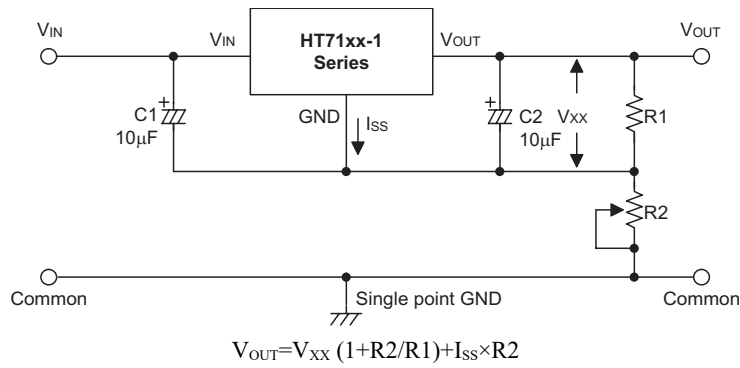 VIN
VIN
HT71xx-1
Series
VOUT
VOUT
C1
10μF
GND
ISS
C2
10μF
VXX
R1
R2
Common
Single point GND
Common
VOUT=VXX (1+R2/R1)+ISS×R2